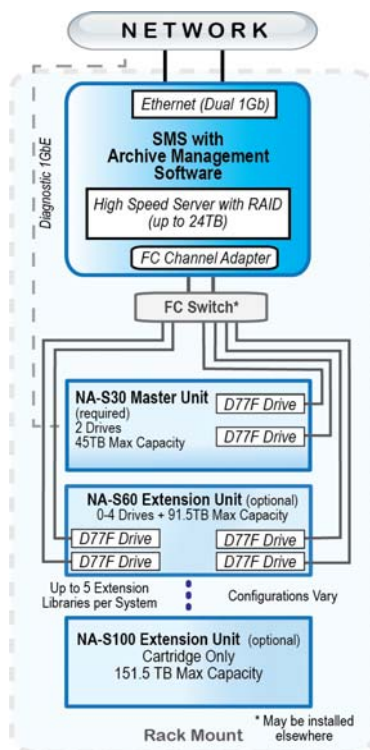 NETWORK
Diagnostic 1GbE
Ethernet (Dual 1Gb)
SMS with
Archive Management
Software
High Speed Server with RAID
(up to 24TB)
FC Channel Adapter
FC Switch*
NA-S30 Master Unit
(required)
2 Drives
45TB Max Capacity
D77F Drive
D77F Drive
NA-S60 Extension Unit (optional)
0-4 Drives + 91.5TB Max Capacity
D77F Drive
D77F Drive
D77F Drive
D77F Drive
Up to 5 Extension
Libraries per System
Configurations Vary
NA-S100 Extension Unit (optional)
Cartridge Only
151.5 TB Max Capacity
* May be installed
elsewhere
Rack Mount